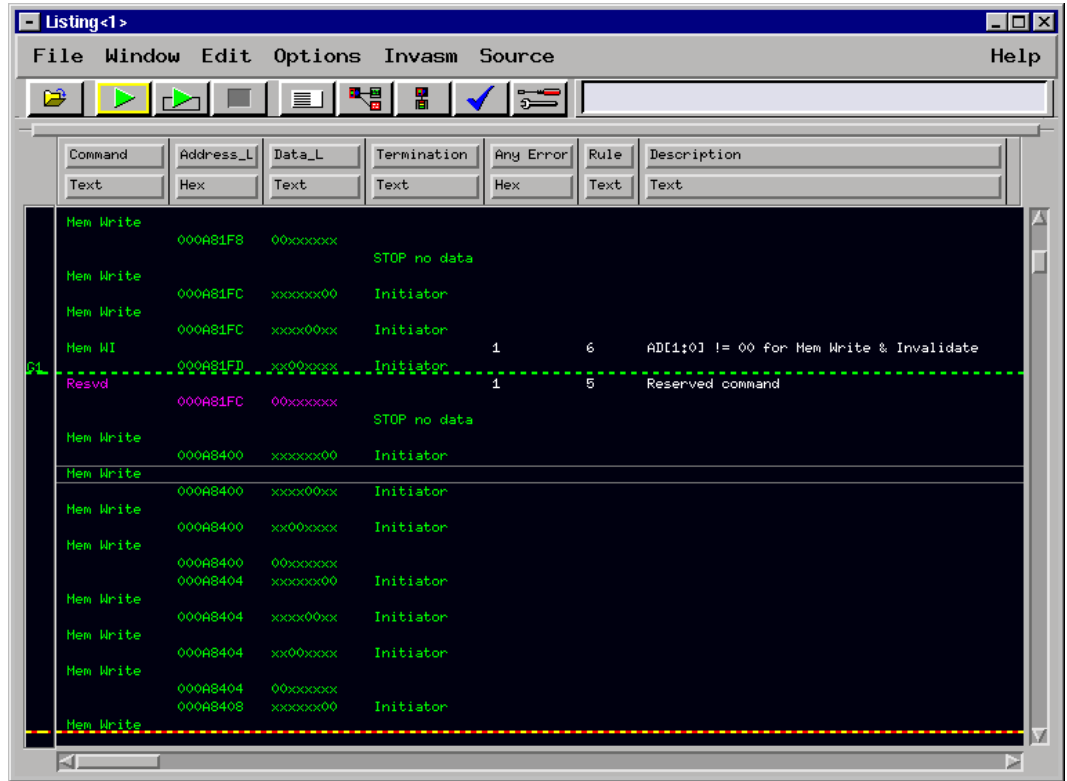 Listing<1>
File Window Edit Options Invasm Source Help
Command Address_L Data_L Termination Any Error Rule Description
Text Hex Text Text Hex Text Text
Mem Write
000A81F8 00xxxxxx
STOP no data
Mem Write
000A81FC xxxxxx00 Initiator
Mem Write
000A81FC xxxx00xx Initiator
Mem WI 1 6 AD[1:0] != 00 for Mem Write & Invalidate
G1 000A81FD xx00xxxx Initiator
Resvd 1 5 Reserved command
000A81FC 00xxxxxx
STOP no data
Mem Write
000A8400 xxxxxx00 Initiator
Mem Write
000A8400 xxxx00xx Initiator
Mem Write
000A8400 xx00xxxx Initiator
Mem Write
000A8400 00xxxxxx
000A8404 xxxxxx00 Initiator
Mem Write
000A8404 xxxx00xx Initiator
Mem Write
000A8404 xx00xxxx Initiator
Mem Write
000A8404 00xxxxxx
000A8408 xxxxxx00 Initiator
Mem Write